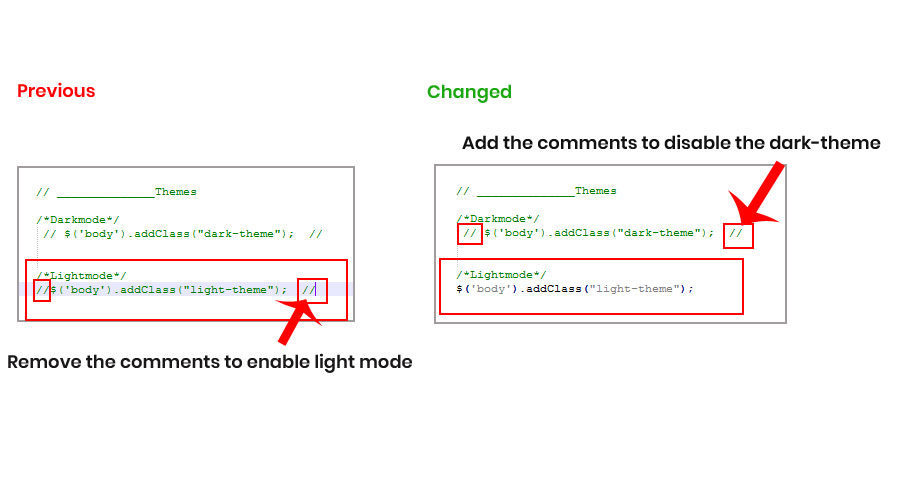 Previous
// ______________Themes
/*Darkmode*/
// $('body').addClass("dark-theme"); //
/*Lightmode*/
//$('body').addClass("light-theme"); //
Remove the comments to enable light mode
Changed
Add the comments to disable the dark-theme
// ______________Themes
/*Darkmode*/
// $('body').addClass("dark-theme"); //
/*Lightmode*/
$('body').addClass("light-theme");